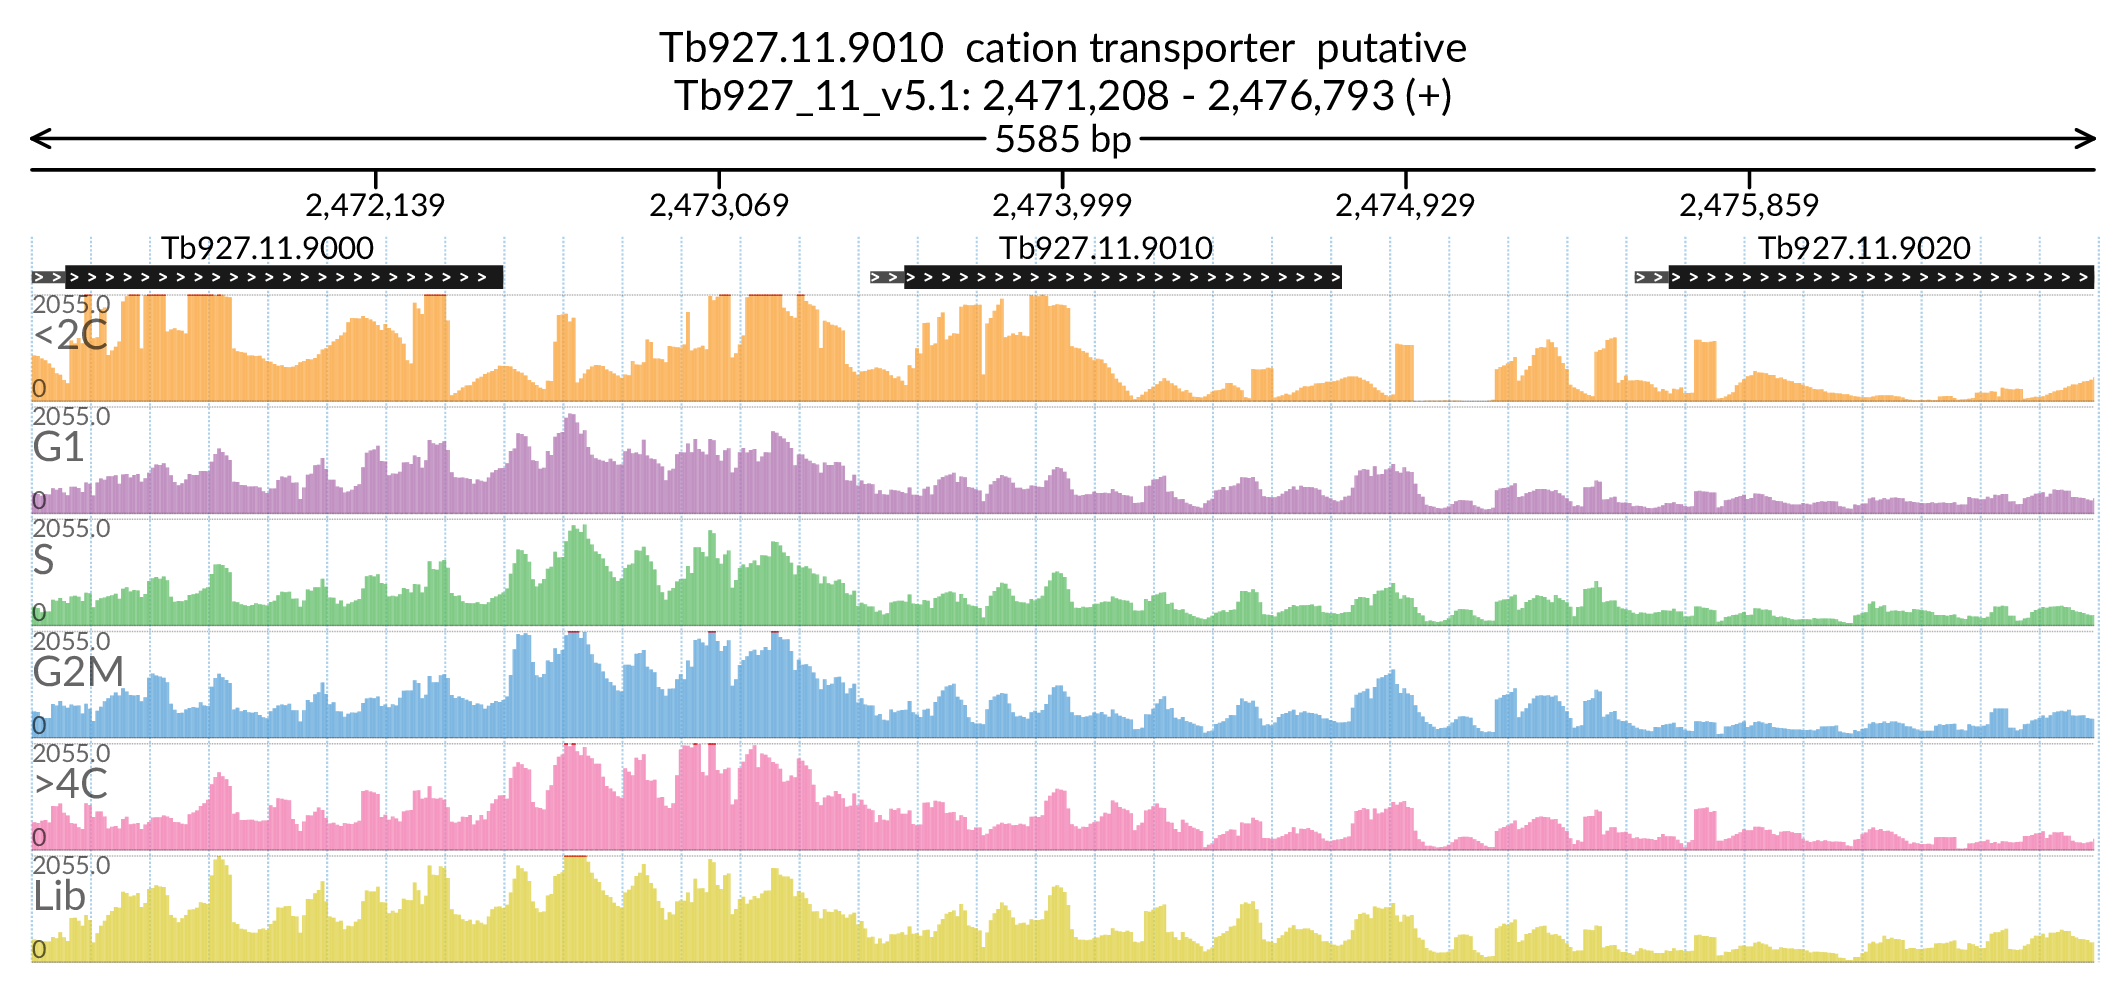 Tb927.11.9010  cation transporter  putative
Tb927_11_v5.1: 2,471,208 - 2,476,793 (+)
5585 bp
2,472,139 2,473,069 2,473,999 2,474,929 2,475,859
Tb927.11.9000 Tb927.11.9010 Tb927.11.9020
2055.0
<2C
0
2055.0
G1
0
2055.0
S
0
2055.0
G2M
0
2055.0
>4C
0
2055.0
Lib
0